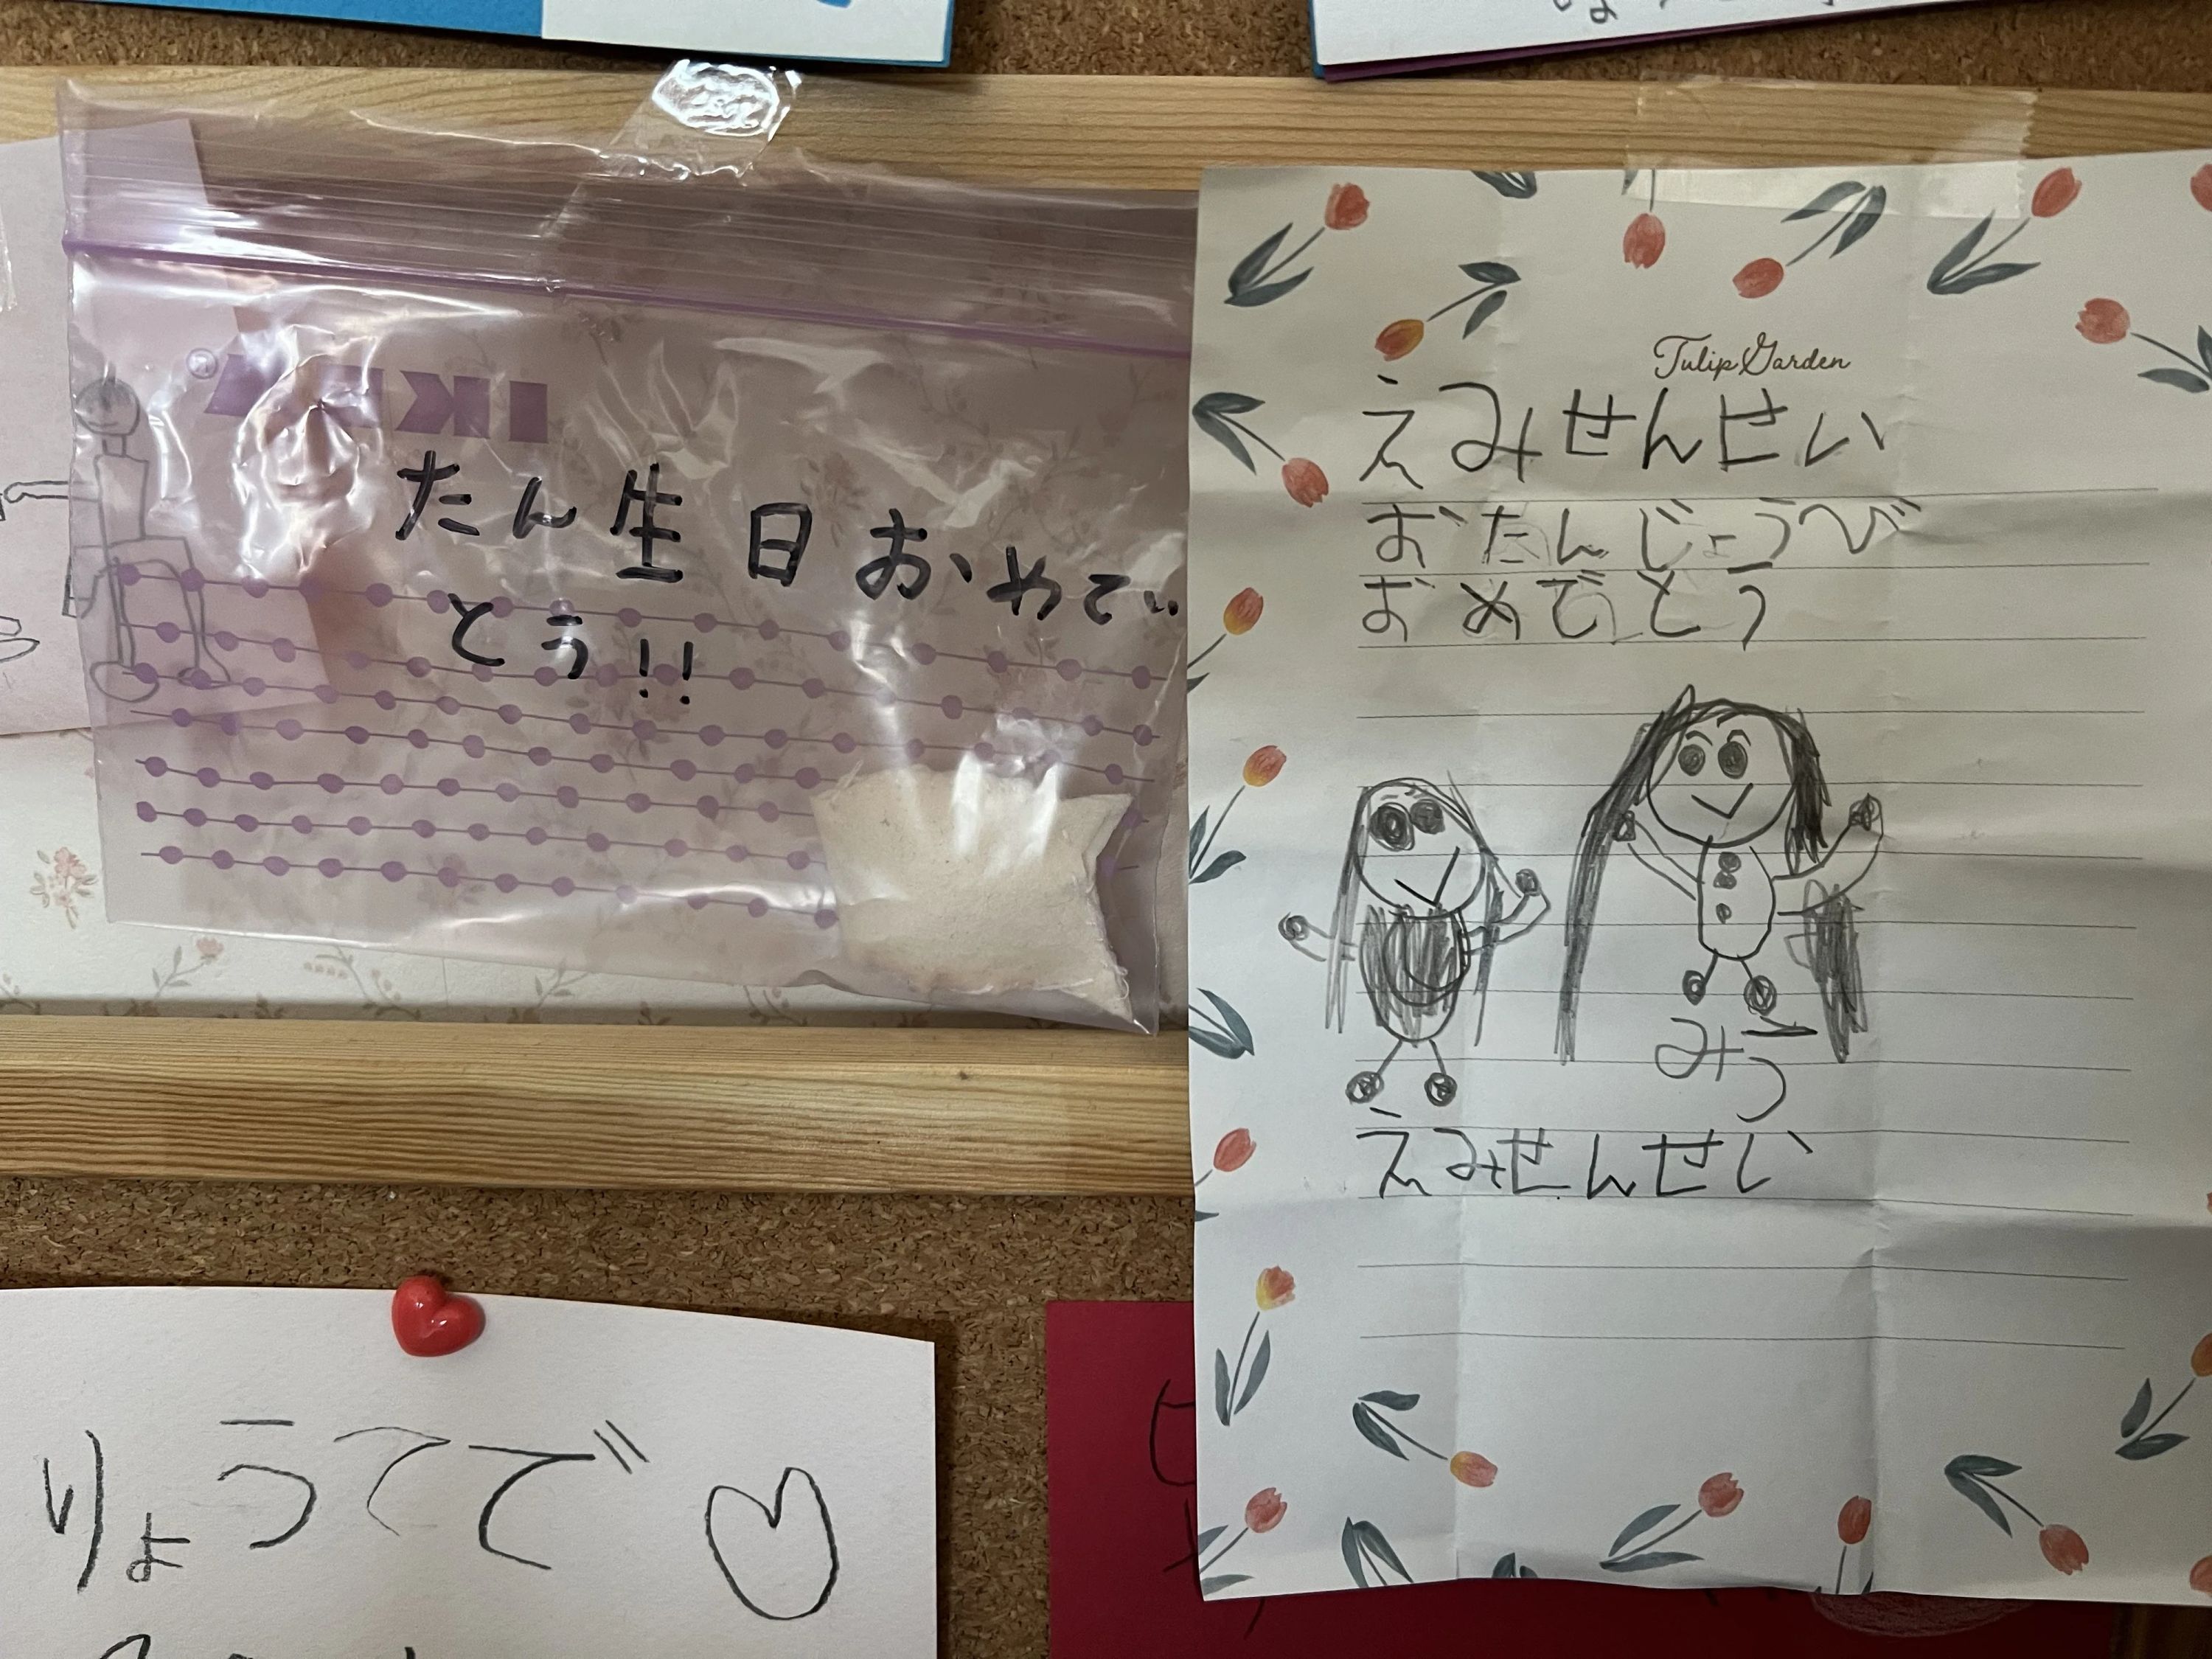 たん生日おめで
とう!!
Tulip Garden
えみせんせい
おたんじょうび
おめでとう
みう
えみせんせい
りょうてで